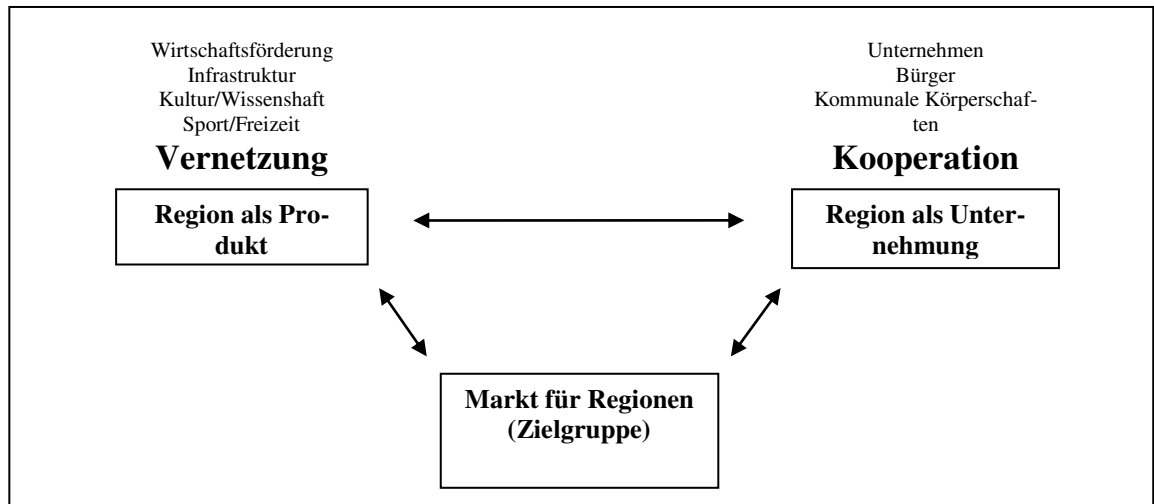 Wirtschaftsförderung
Infrastruktur
Kultur/Wissenshaft
Sport/Freizeit
Vernetzung
Region als Pro-
dukt
Unternehmen
Bürger
Kommunale Körperschaf-
ten
Kooperation
Region als Unter-
nehmung
Markt für Regionen
(Zielgruppe)